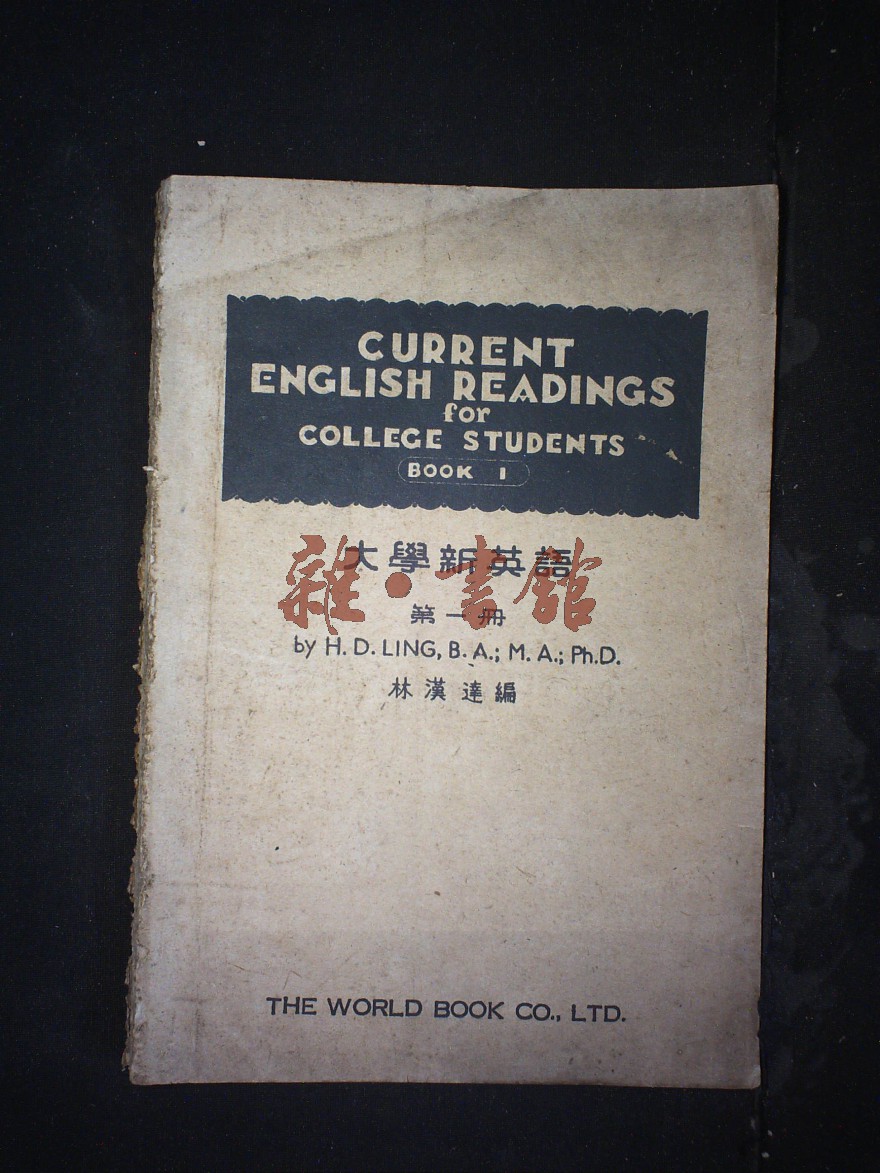 CURRENT
ENGLISH READINGS
for
COLLEGE STUDENTS
BOOK 1
大學新英語
雜·書館
第一冊
by H. D. LING, B. A.; M. A.; Ph.D.
林漢達編
THE WORLD BOOK CO., LTD.